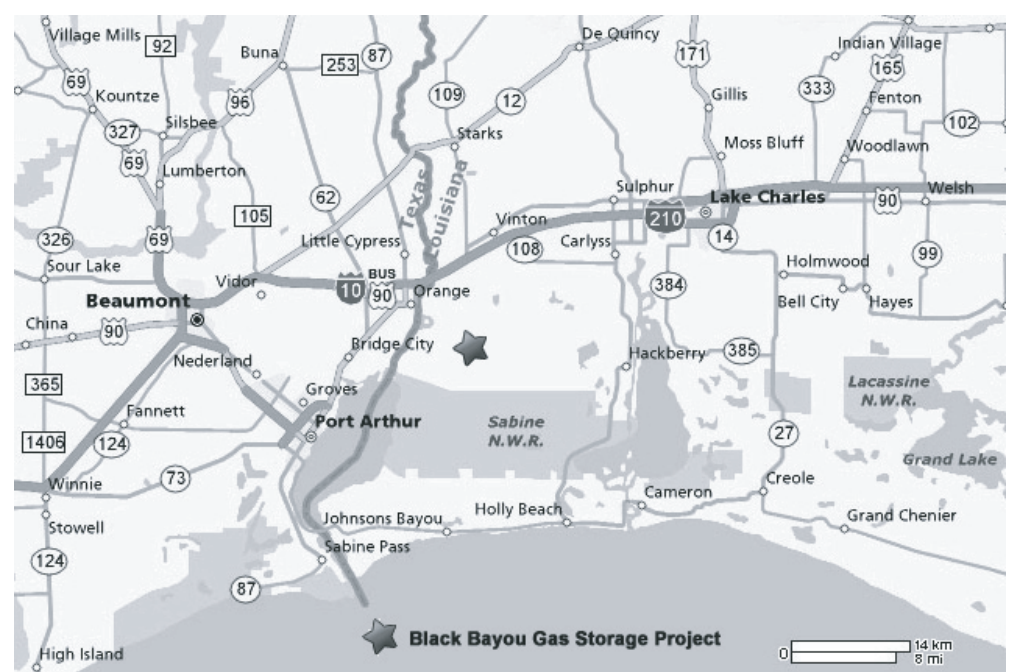 Village Mills
92
Buna
253
87
De Quincy
171
Indian Village
165
69
Kountze
96
109
12
Gillis
333
Fenton
327
Silsbee
102
69
Starks
Moss Bluff
Woodlawn
Lumberton
62
Texas
Louisiana
Sulphur
Lake Charles
90
Welsh
105
210
326
69
Little Cypress
Vinton
108
Carlyss
14
99
Sour Lake
Vidor
BUS
10
90
Orange
384
Holmwood
Bell City
Hayes
Beaumont
China
90
Nederland
Bridge City
Hackberry
385
365
Groves
Lacassine
N.W.R.
Fannett
Port Arthur
Sabine
N.W.R.
27
1406
124
Grand Lake
Winnie
73
Creole
Cameron
Stowell
Johnsons Bayou
Holly Beach
Grand Chenier
Sabine Pass
124
87
High Island
Black Bayou Gas Storage Project
0
14 km
8 mi